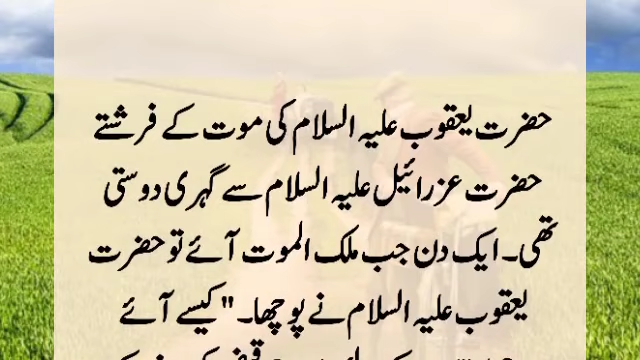 حضرت یعقوب علیہ السلام کی موت کے فرشتے
حضرت عزرائیل علیہ السلام سے گہری دوستی
تھی۔ ایک دن جب ملک الموت آئے تو حضرت
یعقوب علیہ السلام نے پوچھا۔ "کیسے آئے